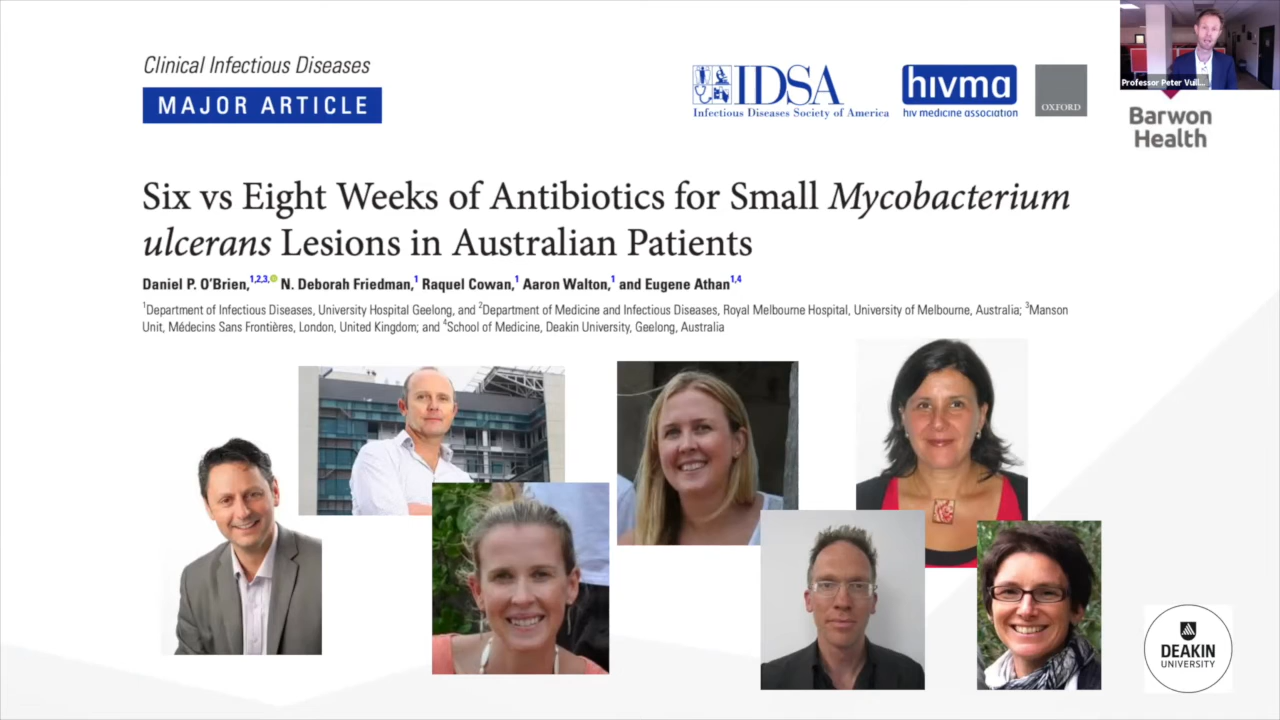 Clinical Infectious Diseases
MAJOR ARTICLE
IDSA
Infectious Diseases Society of America
hivma
hiv medicine association
OXFORD
Professor Peter Vuil...
Barwon
Health
Six vs Eight Weeks of Antibiotics for Small Mycobacterium
ulcerans Lesions in Australian Patients
Daniel P. O'Brien,1,2,3, N. Deborah Friedman,1 Raquel Cowan,1 Aaron Walton,1 and Eugene Athan1,4
1Department of Infectious Diseases, University Hospital Geelong, and 2Department of Medicine and Infectious Diseases, Royal Melbourne Hospital, University of Melbourne, Australia; 3Manson
Unit, Médecins Sans Frontières, London, United Kingdom; and 4School of Medicine, Deakin University, Geelong, Australia
DEAKIN
UNIVERSITY